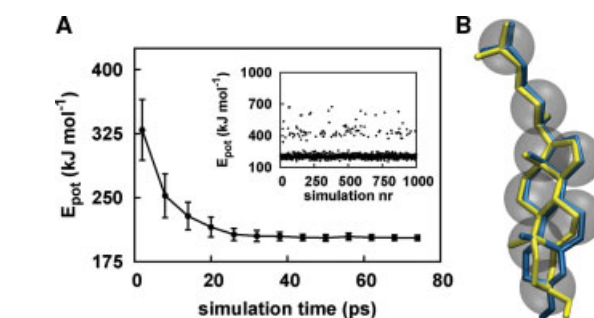 A
B
E_pot (kJ mol⁻¹)
400
325
250
175
0 20 40 60 80
simulation time (ps)
E_pot (kJ mol⁻¹)
1000
700
400
100
0 250 500 750 1000
simulation nr